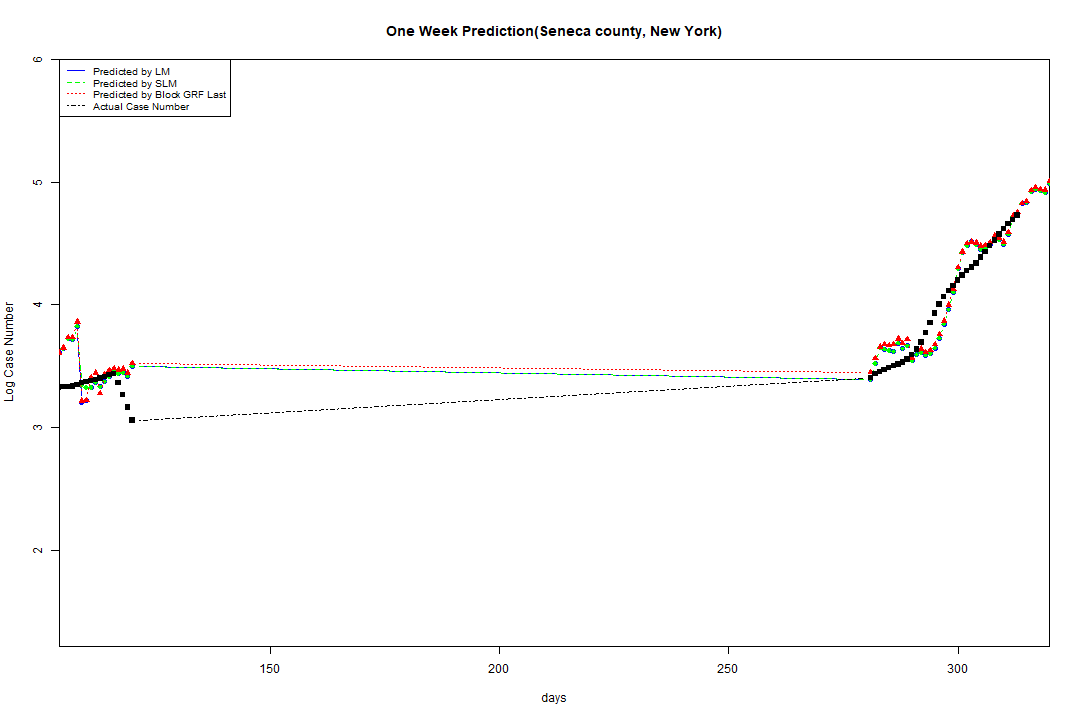 One Week Prediction(Seneca county, New York)
Predicted by LM
Predicted by SLM
Predicted by Block GRF Last
Actual Case Number
6
5
4
3
2
Log Case Number
150
200
250
300
days